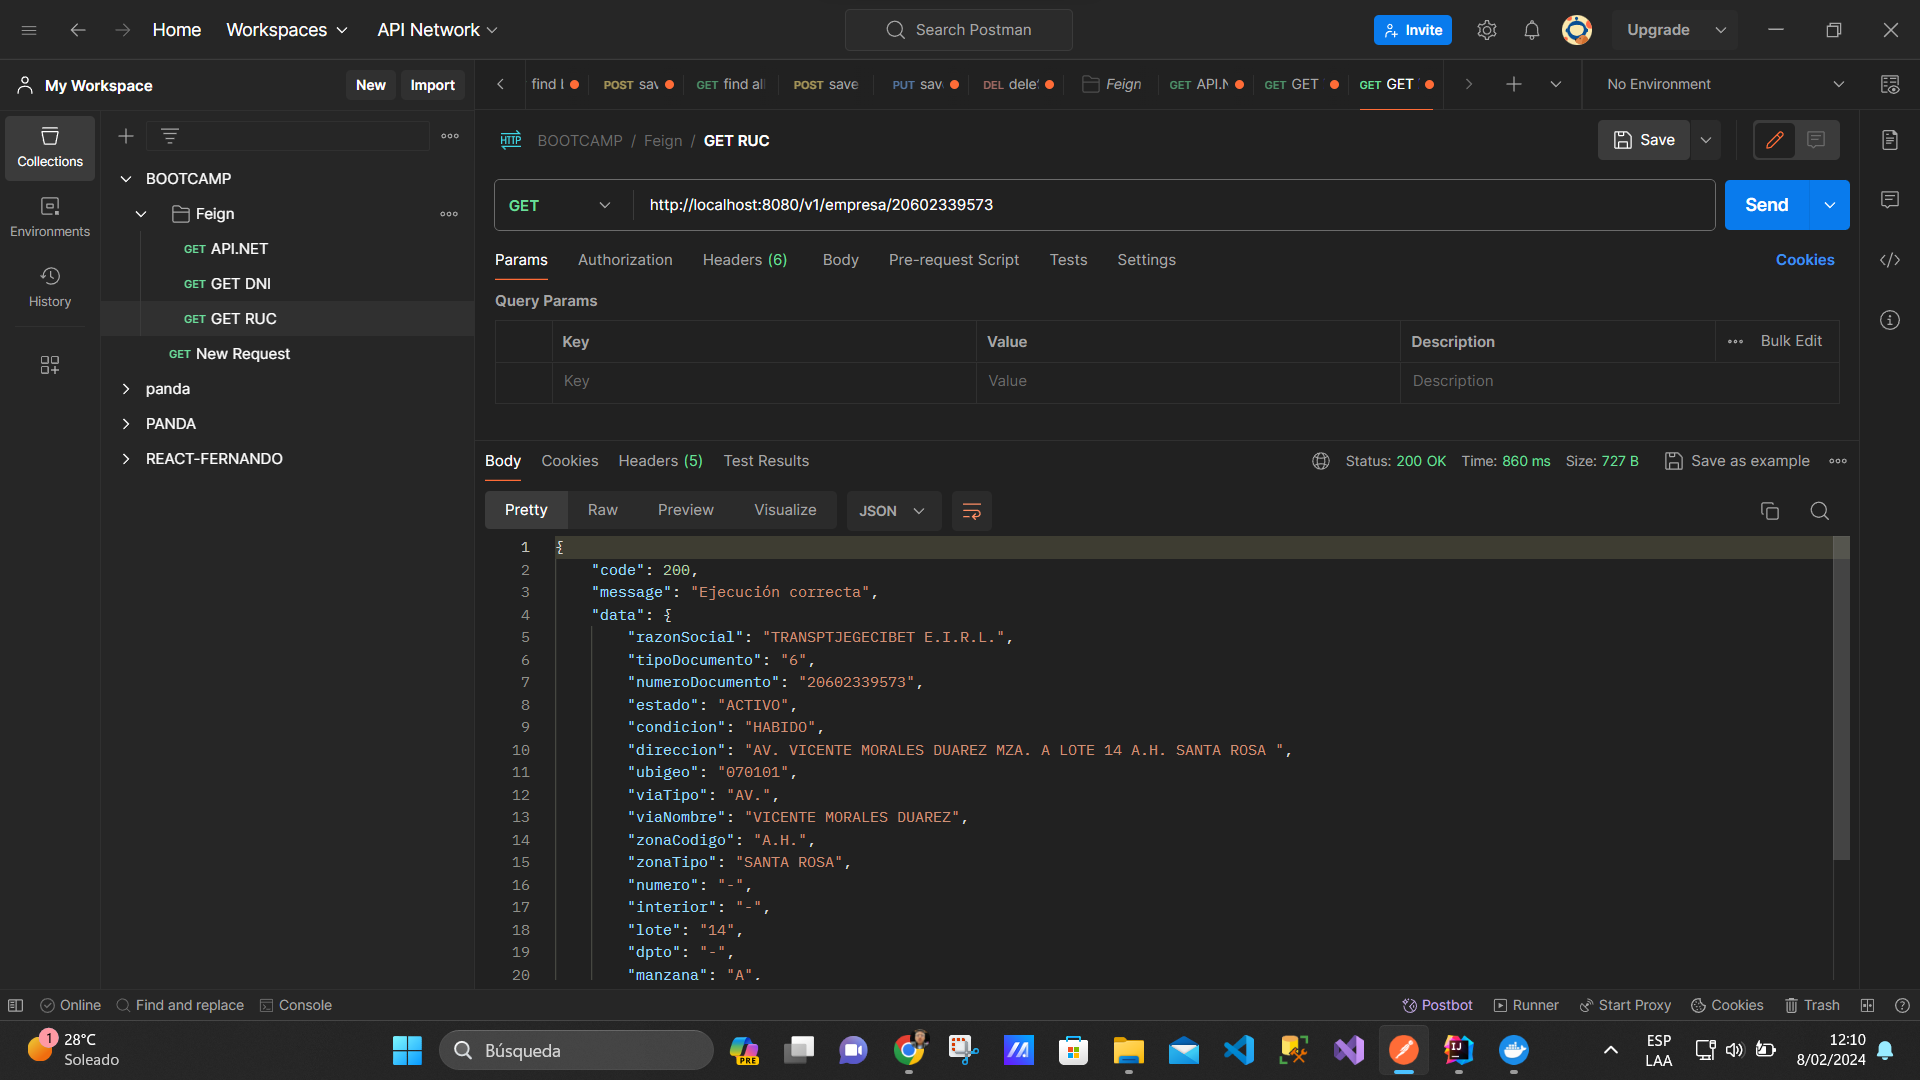 Home
Workspaces
API Network
Search Postman
Invite
Upgrade
My Workspace
New
Import
find
POST sav
GET find al
POST save
PUT sav
DEL dele
Feign
GET API.N
GET GET
GET GET
No Environment
Collections
Environments
History
BOOTCAMP
Feign
GET API.NET
GET GET DNI
GET GET RUC
GET New Request
panda
PANDA
REACT-FERNANDO
HTTP BOOTCAMP / Feign / GET RUC
Save
GET http://localhost:8080/v1/empresa/20602339573
Send
Params Authorization Headers (6) Body Pre-request Script Tests Settings
Cookies
Query Params
Key Value Description Bulk Edit
Key Value Description
Body Cookies Headers (5) Test Results
Status: 200 OK Time: 860 ms Size: 727 B Save as example
Pretty Raw Preview Visualize JSON
1 {
2 "code": 200,
3 "message": "Ejecución correcta",
4 "data": {
5 "razonSocial": "TRANSPTJEGECIBET E.I.R.L.",
6 "tipoDocumento": "6",
7 "numeroDocumento": "20602339573",
8 "estado": "ACTIVO",
9 "condicion": "HABIDO",
10 "direccion": "AV. VICENTE MORALES DUAREZ MZA. A LOTE 14 A.H. SANTA ROSA ",
11 "ubigeo": "070101",
12 "viaTipo": "AV.",
13 "viaNombre": "VICENTE MORALES DUAREZ",
14 "zonaCodigo": "A.H.",
15 "zonaTipo": "SANTA ROSA",
16 "numero": "-",
17 "interior": "-",
18 "lote": "14",
19 "dpto": "-",
20 "manzana": "A",
Online
Find and replace
Console
Postbot
Runner
Start Proxy
Cookies
Trash
1
28°C
Soleado
Búsqueda
PRE
IJ
ESP
LAA
12:10
8/02/2024